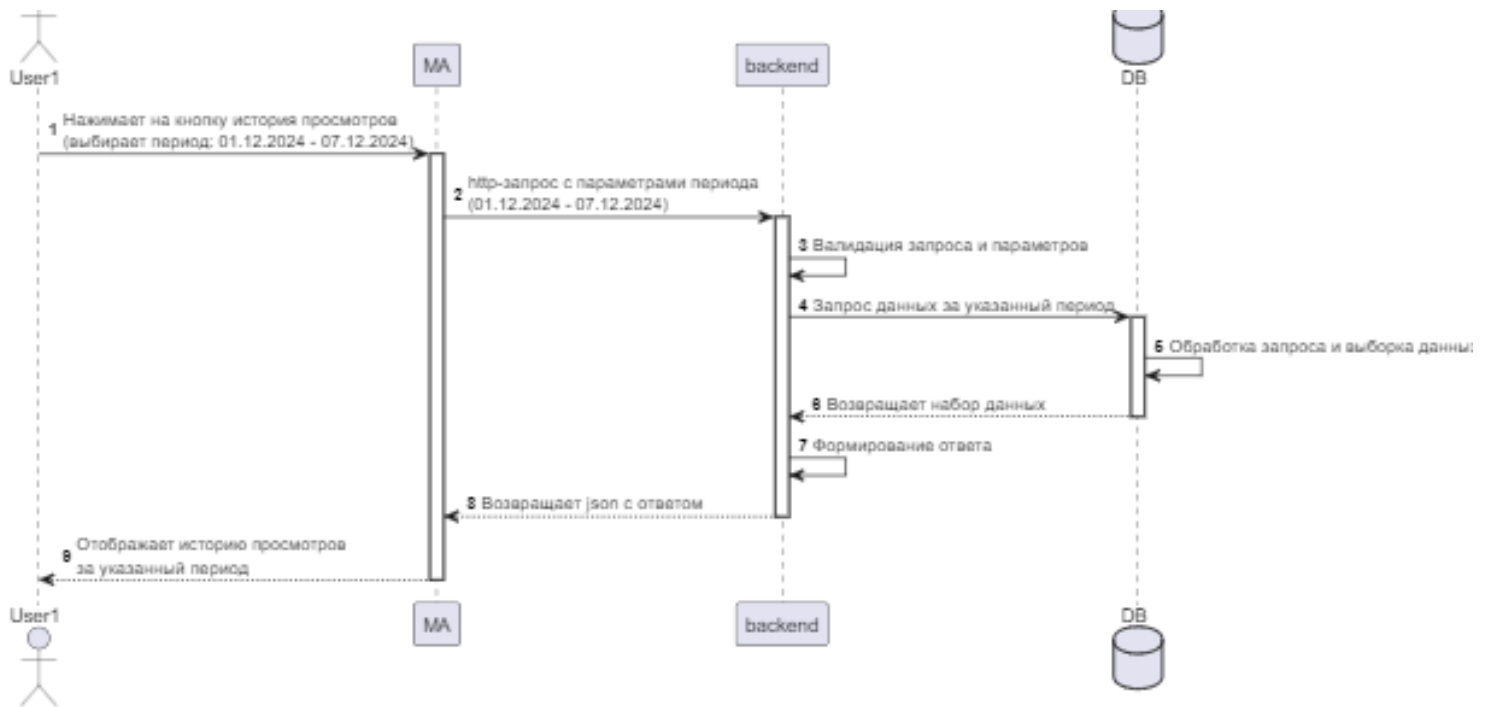 User1
MA
backend
DB
1 Нажимает на кнопку история просмотров
(выбирает период: 01.12.2024 - 07.12.2024)
2 http-запрос с параметрами периода
(01.12.2024 - 07.12.2024)
3 Валидация запроса и параметров
4 Запрос данных за указанный период
5 Обработка запроса и выборка данны
6 Возвращает набор данных
7 Формирование ответа
8 Возвращает json с ответом
9 Отображает историю просмотров
за указанный период
User1
MA
backend
DB